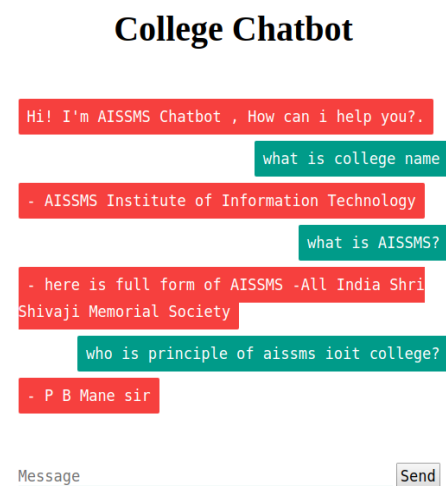 College Chatbot
Hi! I'm AISSMS Chatbot , How can i help you?.
what is college name
- AISSMS Institute of Information Technology
what is AISSMS?
- here is full form of AISSMS -All India Shri
Shivaji Memorial Society
who is principle of aissms ioit college?
- P B Mane sir
Message
Send